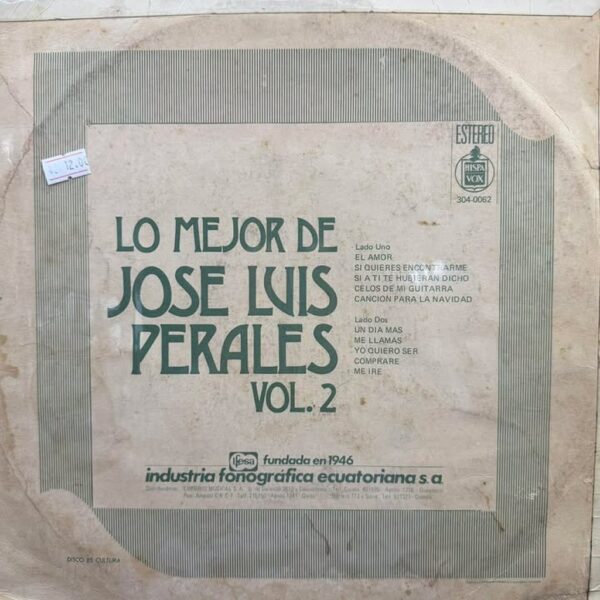 ESTEREO
HISPA
VOX
304-0062
12.00
LO MEJOR DE
JOSE LUIS
PERALES
VOL. 2
Lado Uno
EL AMOR
SI QUIERES ENCONTRARME
SI A TI TE HUBIERAN DICHO
CELOS DE MI GUITARRA
CANCION PARA LA NAVIDAD
Lado Dos
UN DIA MAS
ME LLAMAS
YO QUIERO SER
COMPRARE
ME IRE
ifesa fundada en 1946
industria fonográfica ecuatoriana s.a.
DISCO ES CULTURA